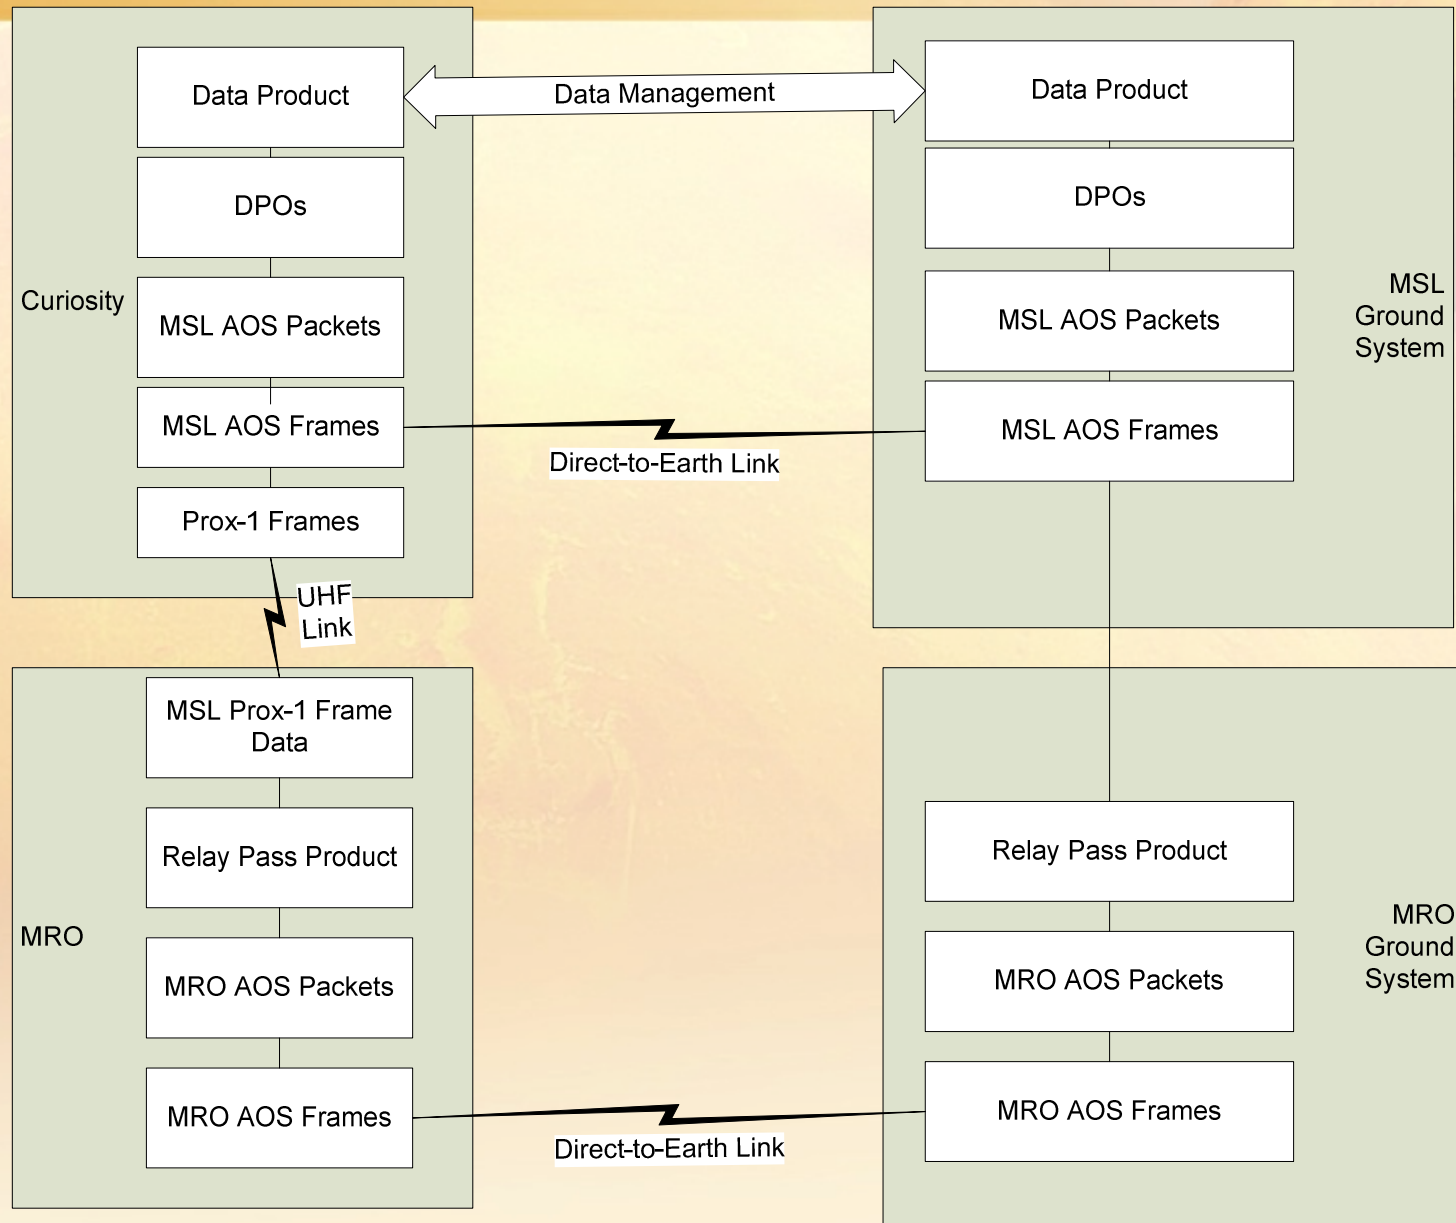 Data Product
DPOs
Curiosity
MSL AOS Packets
MSL AOS Frames
Prox-1 Frames
Data Management
Data Product
DPOs
MSL AOS Packets
MSL AOS Frames
MSL
Ground
System
Direct-to-Earth Link
UHF
Link
MSL Prox-1 Frame
Data
Relay Pass Product
MRO
MRO AOS Packets
MRO AOS Frames
Relay Pass Product
MRO AOS Packets
MRO AOS Frames
MRO
Ground
System
Direct-to-Earth Link